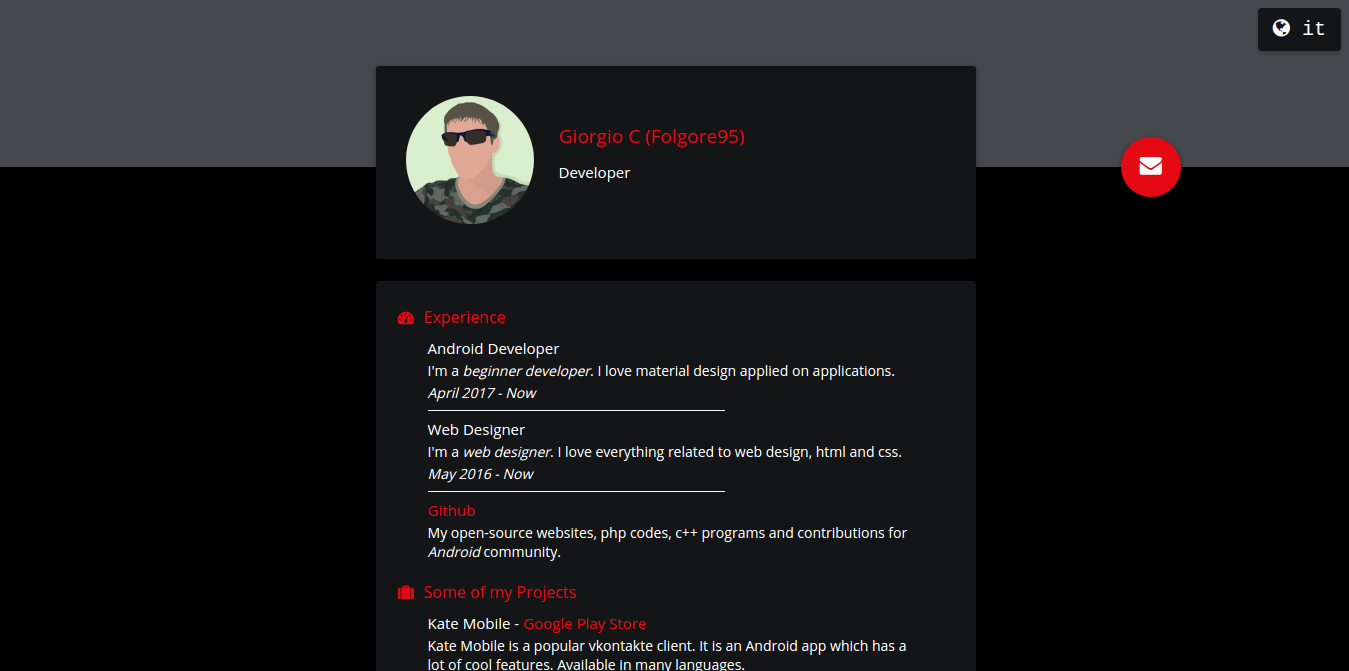 it
Giorgio C (Folgore95)
Developer
Experience
Android Developer
I'm a beginner developer. I love material design applied on applications.
April 2017 - Now
Web Designer
I'm a web designer. I love everything related to web design, html and css.
May 2016 - Now
Github
My open-source websites, php codes, c++ programs and contributions for
Android community.
Some of my Projects
Kate Mobile - Google Play Store
Kate Mobile is a popular vkontakte client. It is an Android app which has a
lot of cool features. Available in many languages.